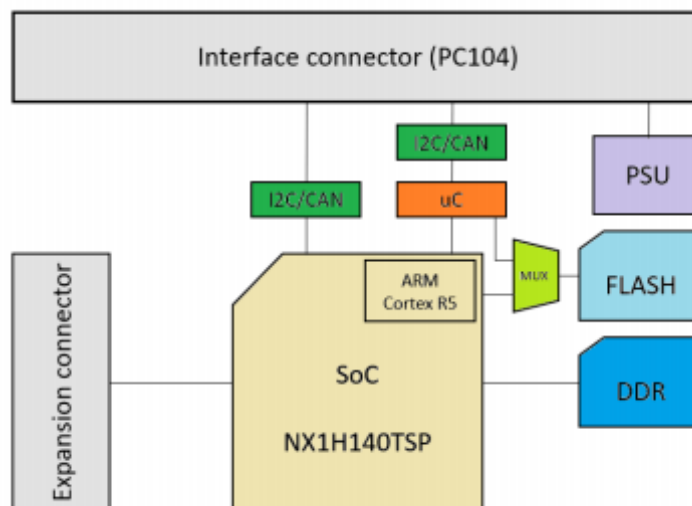 Interface connector (PC104)
I2C/CAN
PSU
I2C/CAN
uC
Expansion connector
ARM
Cortex R5
MUX
FLASH
SoC
DDR
NX1H140TSP